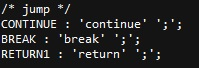 /* jump */
CONTINUE : 'continue' ';';
BREAK : 'break' ';';
RETURN1 : 'return' ';';